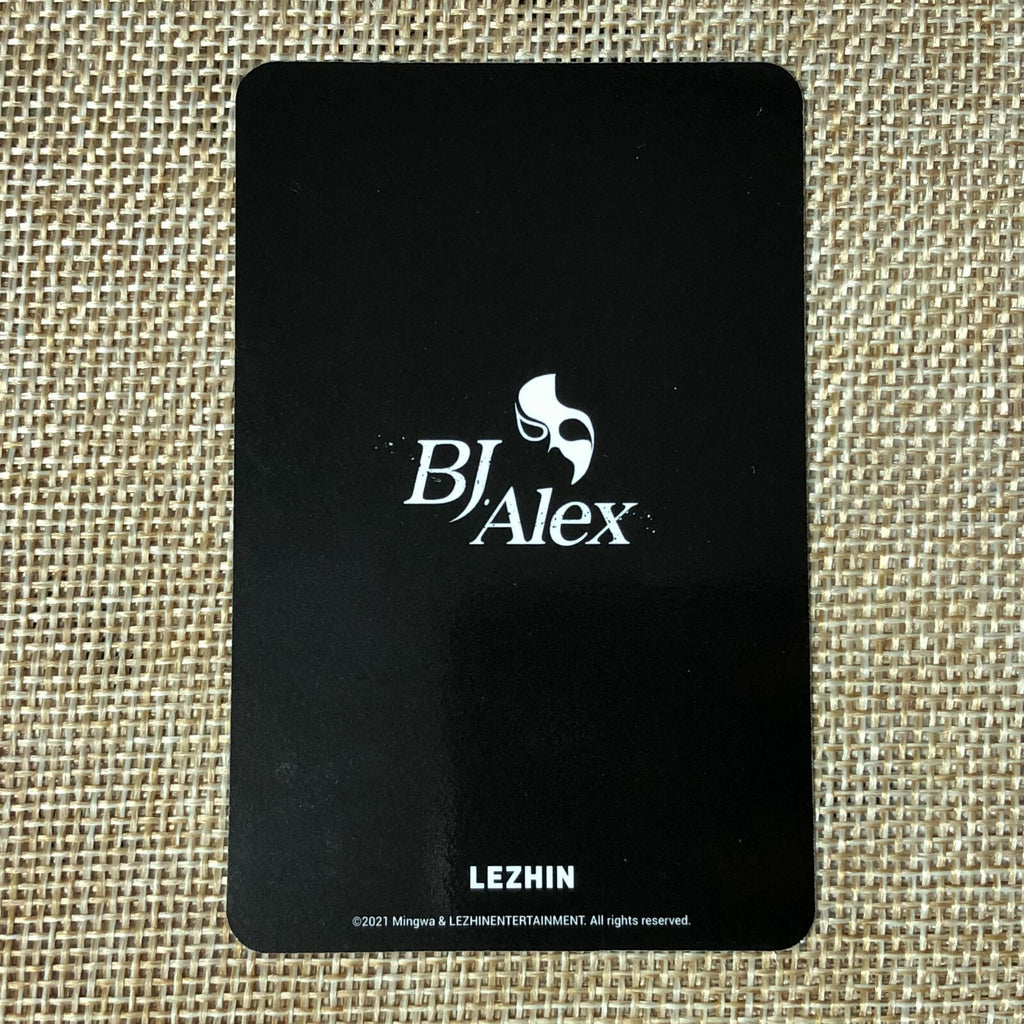 BJ
Alex
LEZHIN
©2021 Mingwa & LEZHINENTERTAINMENT. All rights reserved.